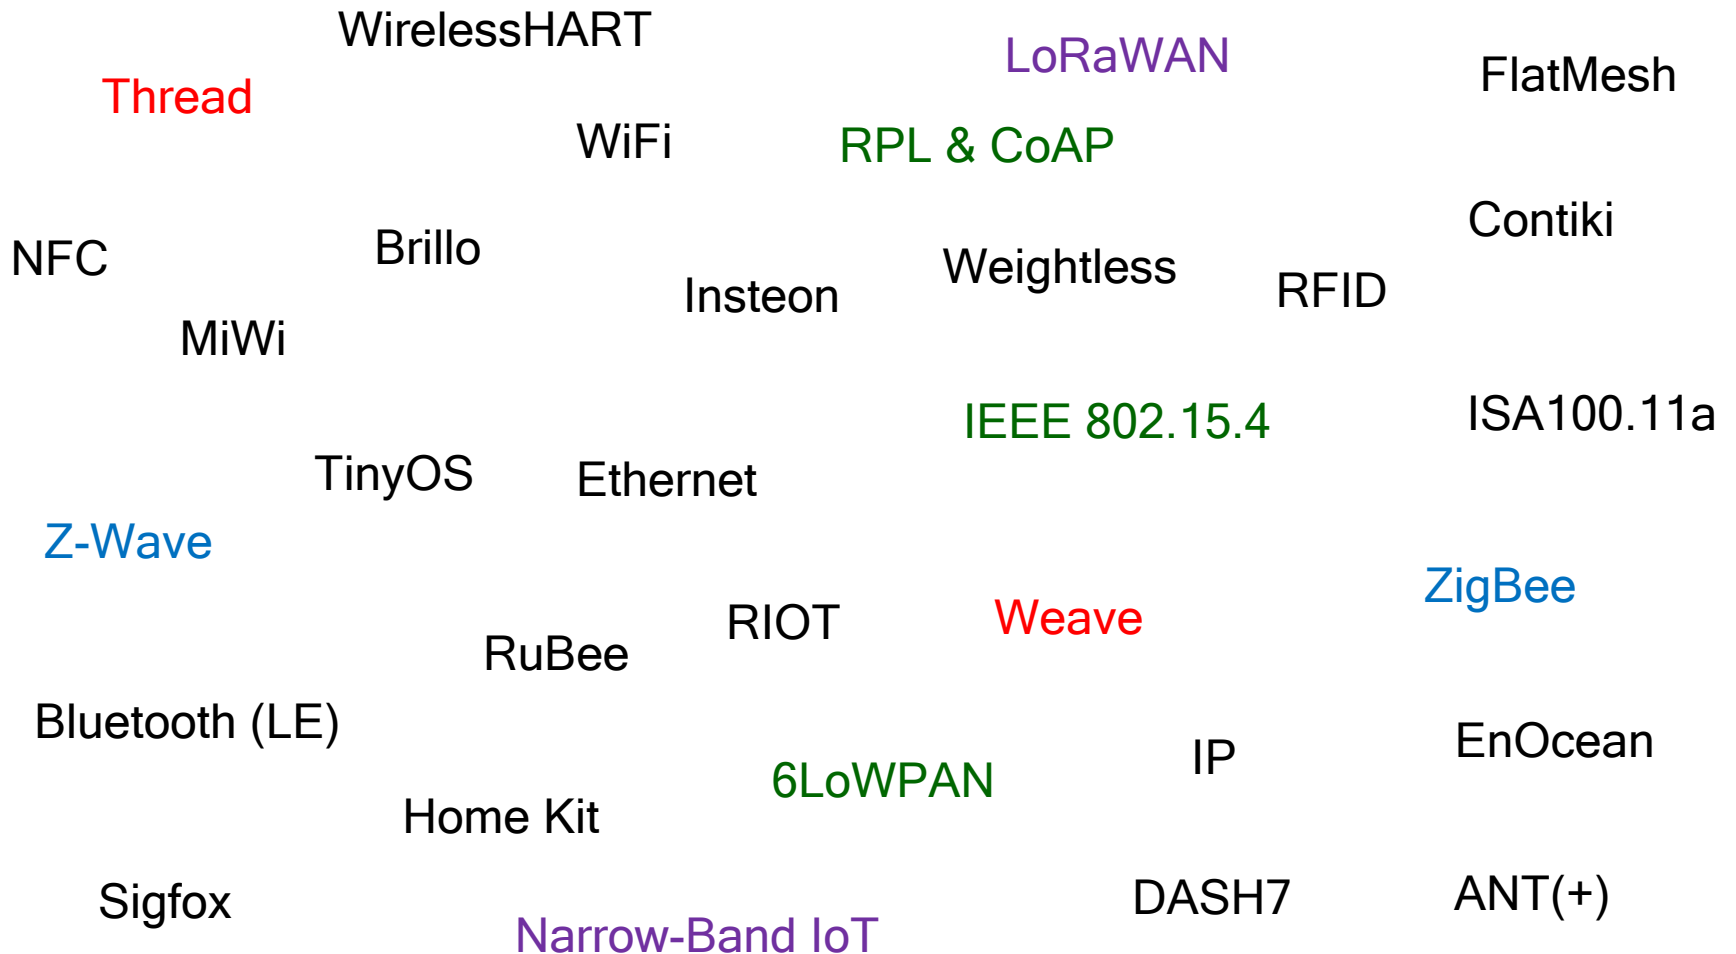 WirelessHART
LoRaWAN
FlatMesh
Thread
WiFi
RPL & CoAP
Contiki
NFC
Brillo
Weightless
RFID
Insteon
MiWi
IEEE 802.15.4
ISA100.11a
TinyOS
Ethernet
Z-Wave
ZigBee
RIOT
Weave
RuBee
Bluetooth (LE)
IP
EnOcean
6LoWPAN
Home Kit
Sigfox
DASH7
ANT(+)
Narrow-Band IoT